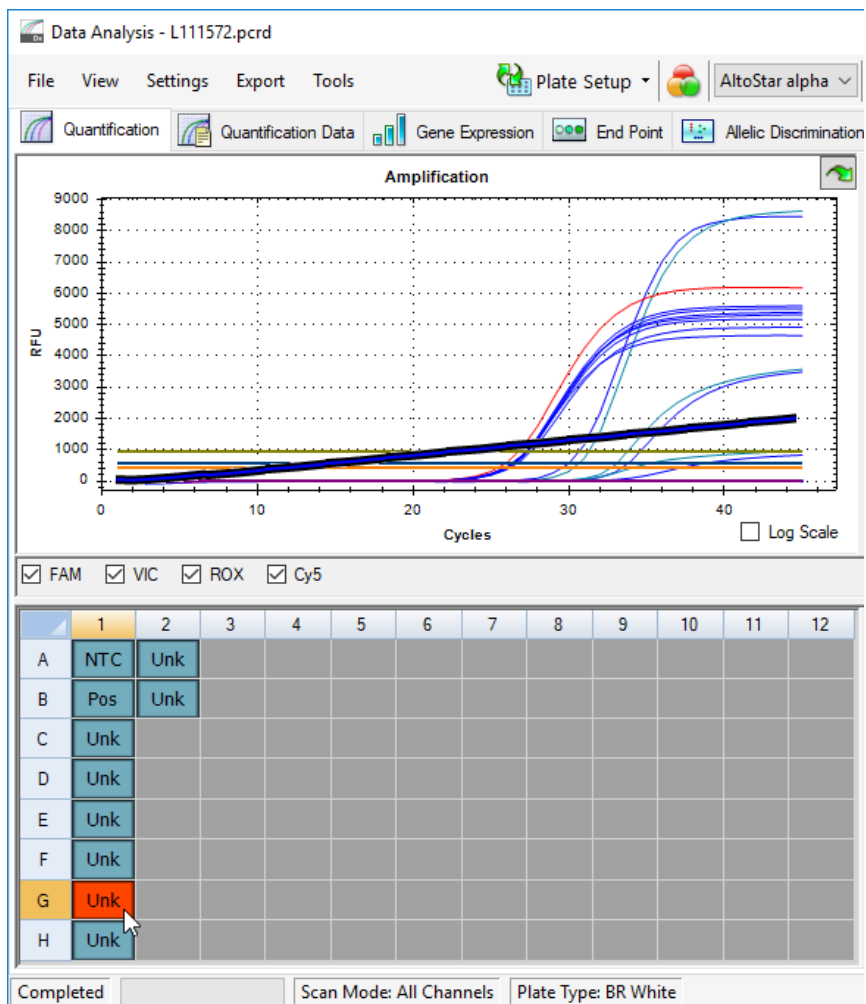 Data Analysis - L111572.pcrd
File View Settings Export Tools Plate Setup AltoStar alpha
Quantification Quantification Data Gene Expression End Point Allelic Discrimination
Amplification
9000
8000
7000
6000
5000
4000
3000
2000
1000
0
RFU
0 10 20 30 40
Cycles
Log Scale
FAM VIC ROX Cy5
1 2 3 4 5 6 7 8 9 10 11 12
A NTC Unk
B Pos Unk
C Unk
D Unk
E Unk
F Unk
G Unk
H Unk
Completed Scan Mode: All Channels Plate Type: BR White